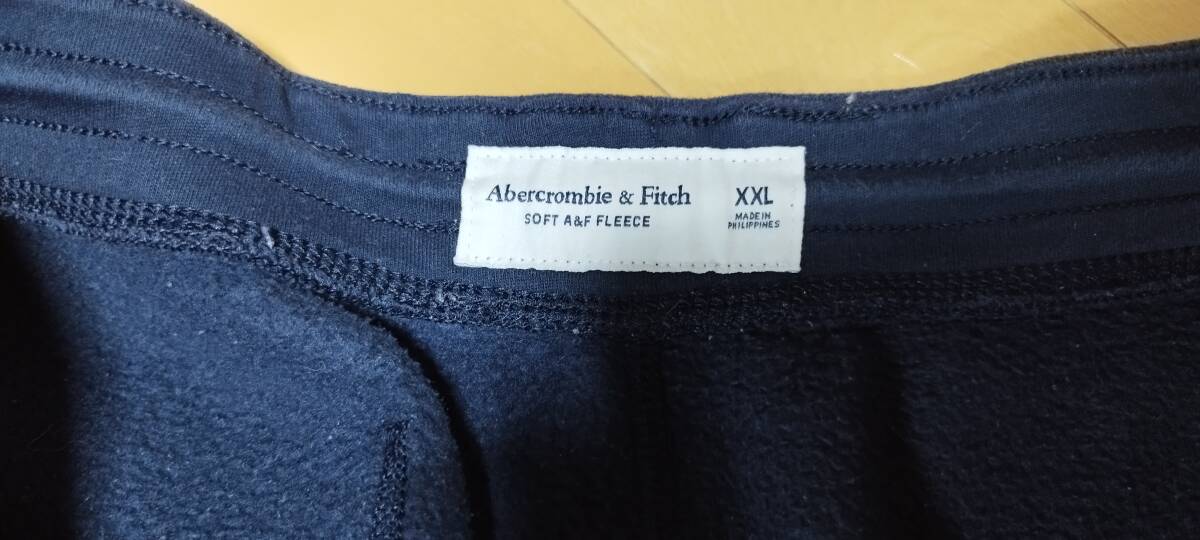 Abercrombie & Fitch
SOFT A&F FLEECE
XXL
MADE IN
PHILIPPINES